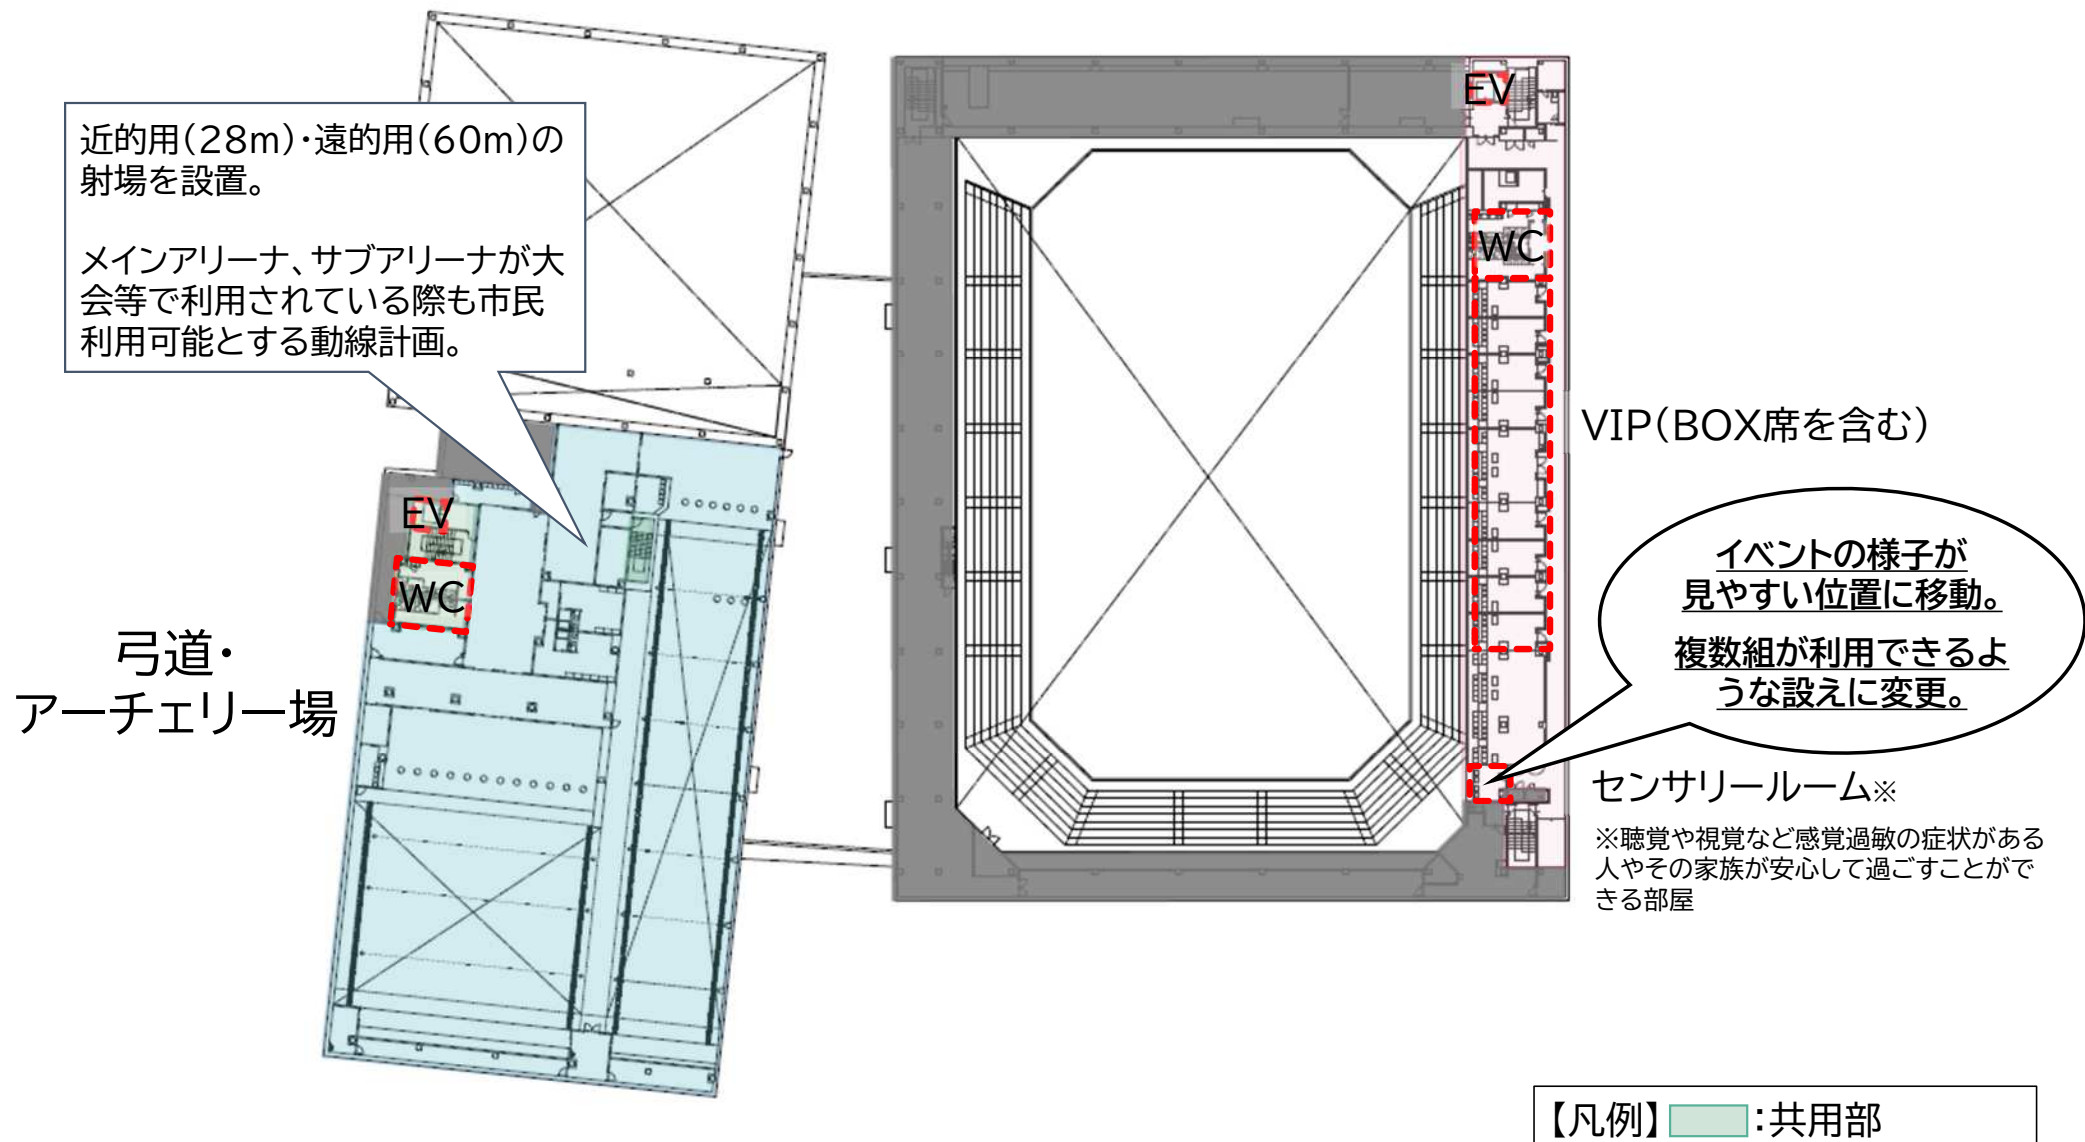 近的用(28m)・遠的用(60m)の
射場を設置。
メインアリーナ、サブアリーナが大
会等で利用されている際も市民
利用可能とする動線計画。
EV
WC
弓道・
アーチェリー場
EV
WC
VIP(BOX席を含む)
イベントの様子が
見やすい位置に移動。
複数組が利用できるよ
うな設えに変更。
センサリールーム※
※聴覚や視覚など感覚過敏の症状がある
人やその家族が安心して過ごすことがで
きる部屋
【凡例】 :共用部